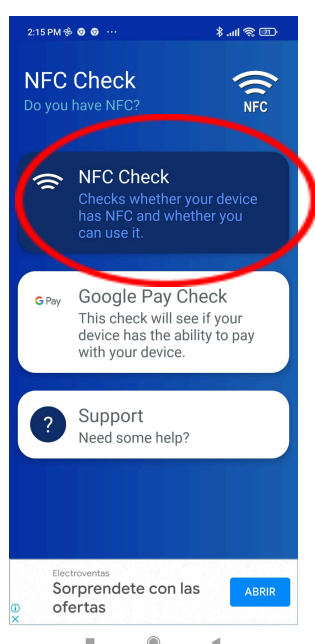 2:15 PM
NFC Check
Do you have NFC?
NFC
NFC Check
Checks whether your device
has NFC and whether you
can use it.
G Pay
Google Pay Check
This check will see if your
device has the ability to pay
with your device.
?
Support
Need some help?
Electroventas
Sorprendete con las
ofertas
ABRIR